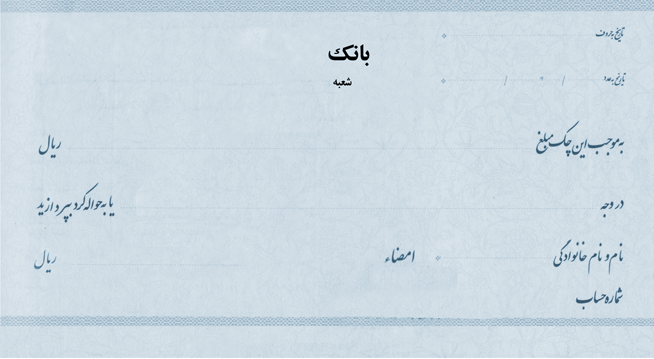 تاریخ بحروف
بانک
تاریخ بعدد / /
شعبه
به موجب این چک مبلغ ریال
در وجه یا به حواله کرد بپردازید
نام و نام خانوادگی امضاء ریال
شماره حساب